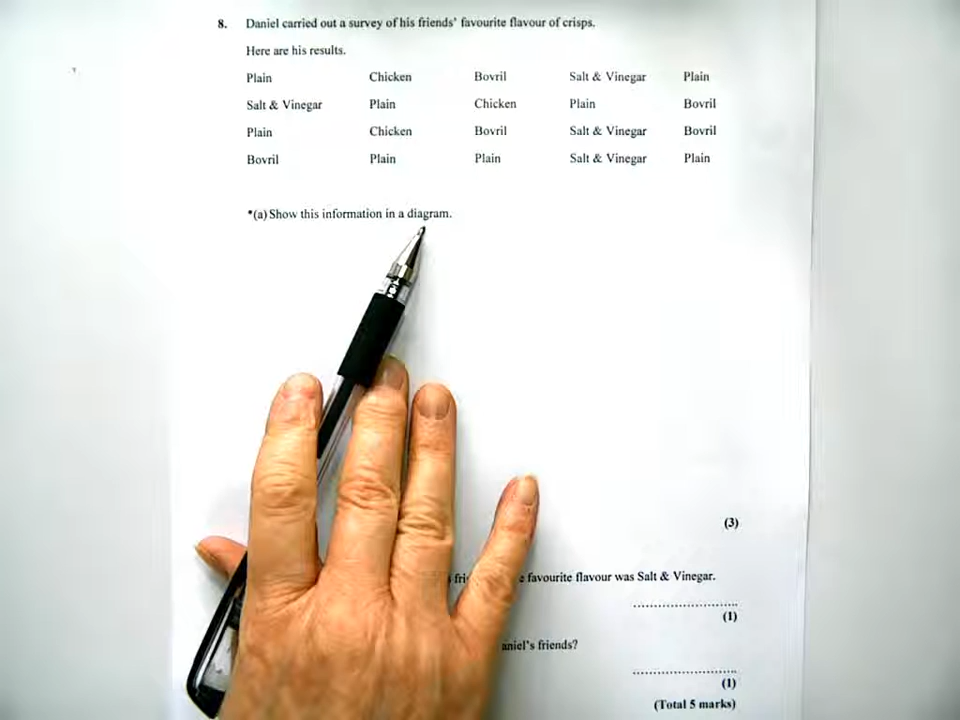 8. Daniel carried out a survey of his friends' favourite flavour of crisps.
Here are his results.
Plain Chicken Bovril Salt & Vinegar Plain
Salt & Vinegar Plain Chicken Plain Bovril
Plain Chicken Bovril Salt & Vinegar Bovril
Bovril Plain Plain Salt & Vinegar Plain
*(a) Show this information in a diagram.
(3)
favourite flavour was Salt & Vinegar.
(1)
aniel's friends?
(1)
(Total 5 marks)